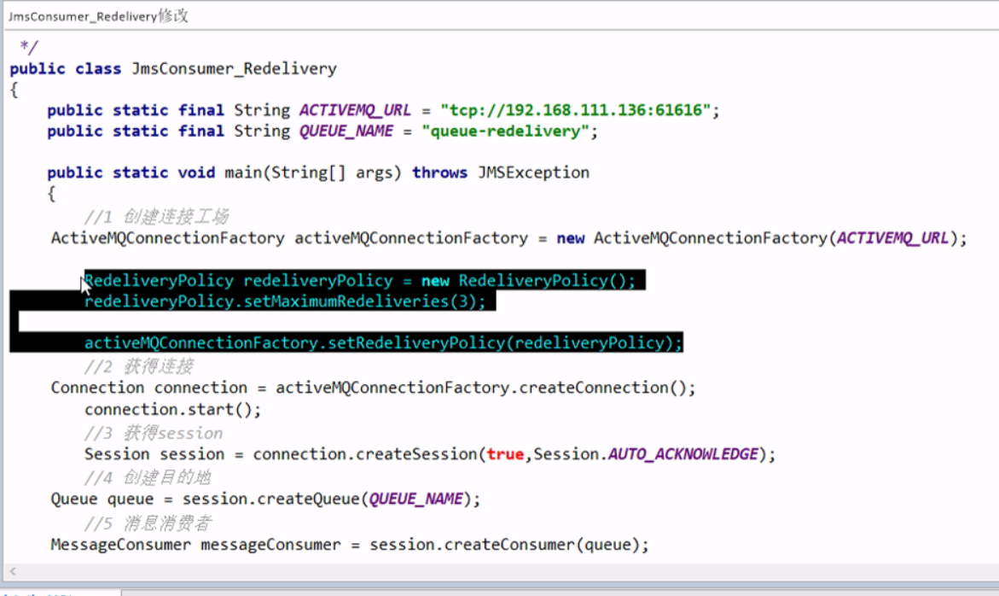 JmsConsumer_Redelivery修改
*/
public class JmsConsumer_Redelivery
{
public static final String ACTIVEMQ_URL = "tcp://192.168.111.136:61616";
public static final String QUEUE_NAME = "queue-redelivery";
public static void main(String[] args) throws JMSException
{
//1 创建连接工场
ActiveMQConnectionFactory activeMQConnectionFactory = new ActiveMQConnectionFactory(ACTIVEMQ_URL);
RedeliveryPolicy redeliveryPolicy = new RedeliveryPolicy();
redeliveryPolicy.setMaximumRedeliveries(3);
activeMQConnectionFactory.setRedeliveryPolicy(redeliveryPolicy);
//2 获得连接
Connection connection = activeMQConnectionFactory.createConnection();
connection.start();
//3 获得session
Session session = connection.createSession(true,Session.AUTO_ACKNOWLEDGE);
//4 创建目的地
Queue queue = session.createQueue(QUEUE_NAME);
//5 消息消费者
MessageConsumer messageConsumer = session.createConsumer(queue);